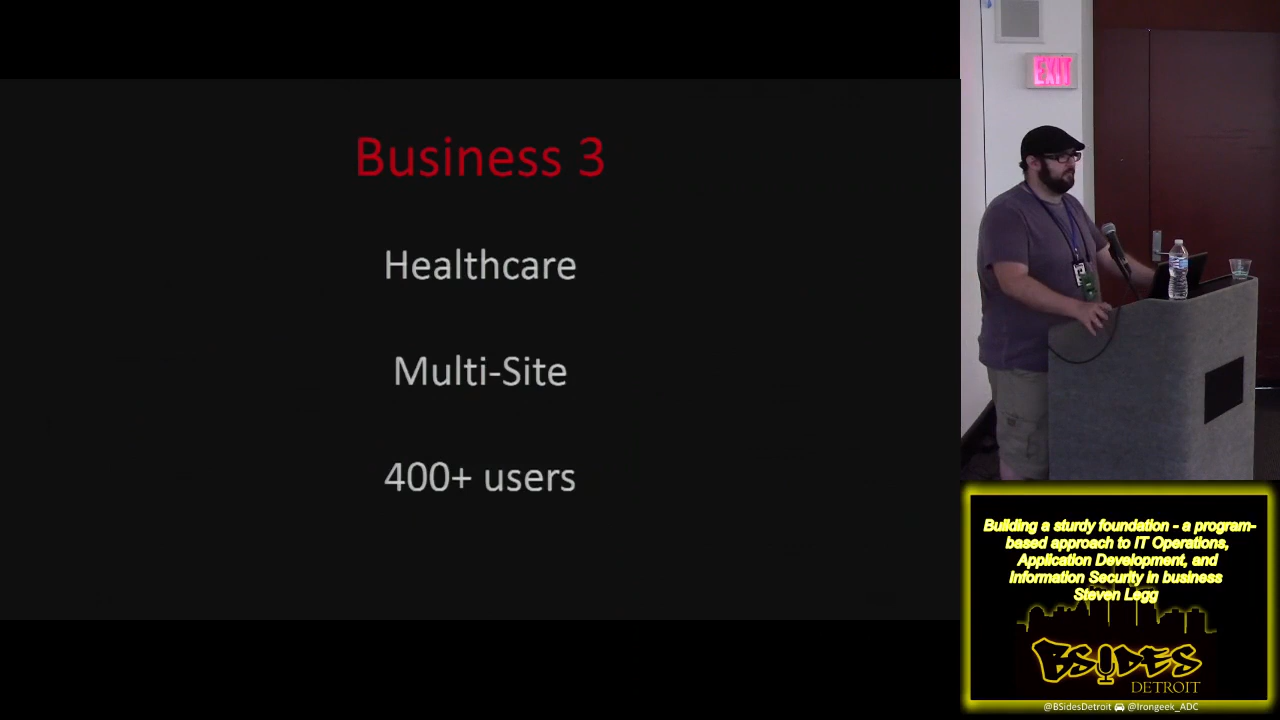 Business 3
Healthcare
Multi-Site
400+ users
EXIT
Building a sturdy foundation - a program-
based approach to IT Operations,
Application Development, and
Information Security in business
Steven Legg
BSIDES
DETROIT
@BSidesDetroit @Irongeek_ADC